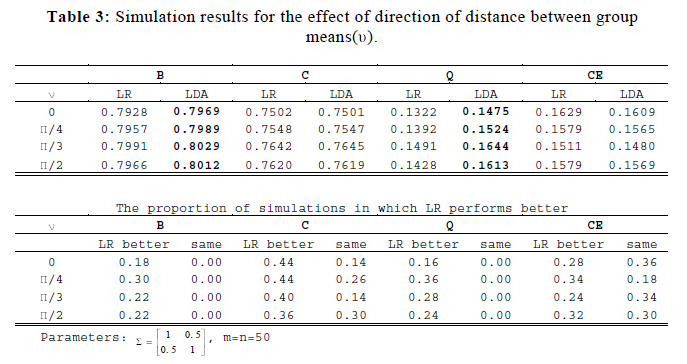 Table 3: Simulation results for the effect of direction of distance between group
means(υ).
B C Q CE
ν LR LDA LR LDA LR LDA LR LDA
0 0.7928 0.7969 0.7502 0.7501 0.1322 0.1475 0.1629 0.1609
Π/4 0.7957 0.7989 0.7548 0.7547 0.1392 0.1524 0.1579 0.1565
Π/3 0.7991 0.8029 0.7642 0.7645 0.1491 0.1644 0.1511 0.1480
Π/2 0.7966 0.8012 0.7620 0.7619 0.1428 0.1613 0.1579 0.1569
The proportion of simulations in which LR performs better
ν B C Q CE
LR better same LR better same LR better same LR better same
0 0.18 0.00 0.44 0.14 0.16 0.00 0.28 0.36
Π/4 0.30 0.00 0.44 0.26 0.36 0.00 0.34 0.18
Π/3 0.22 0.00 0.40 0.14 0.28 0.00 0.24 0.34
Π/2 0.22 0.00 0.36 0.30 0.24 0.00 0.32 0.30
Parameters: Σ = [1 0.5
0.5 1], m=n=50